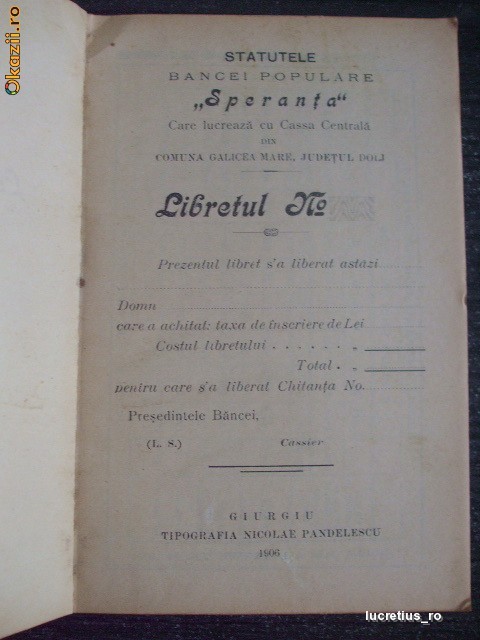 Okazii.ro
STATUTELE
BANCEI POPULARE
„Speranța“
Care lucrează cu Cassa Centrală
DIN
COMUNA GALICEA MARE, JUDEȚUL DOLJ
Libretul No
Prezentul libret s'a liberat astăzi
Domnu
care a achitat: taxa de înscriere de Lei
Costul libretului . . . . . . . „
Total . „
pentru care s'a liberat Chitanța No.
Președintele Băncei,
(L. S.) Cassier
GIURGIU
TIPOGRAFIA NICOLAE PANDELESCU
1906
lucretius_ro